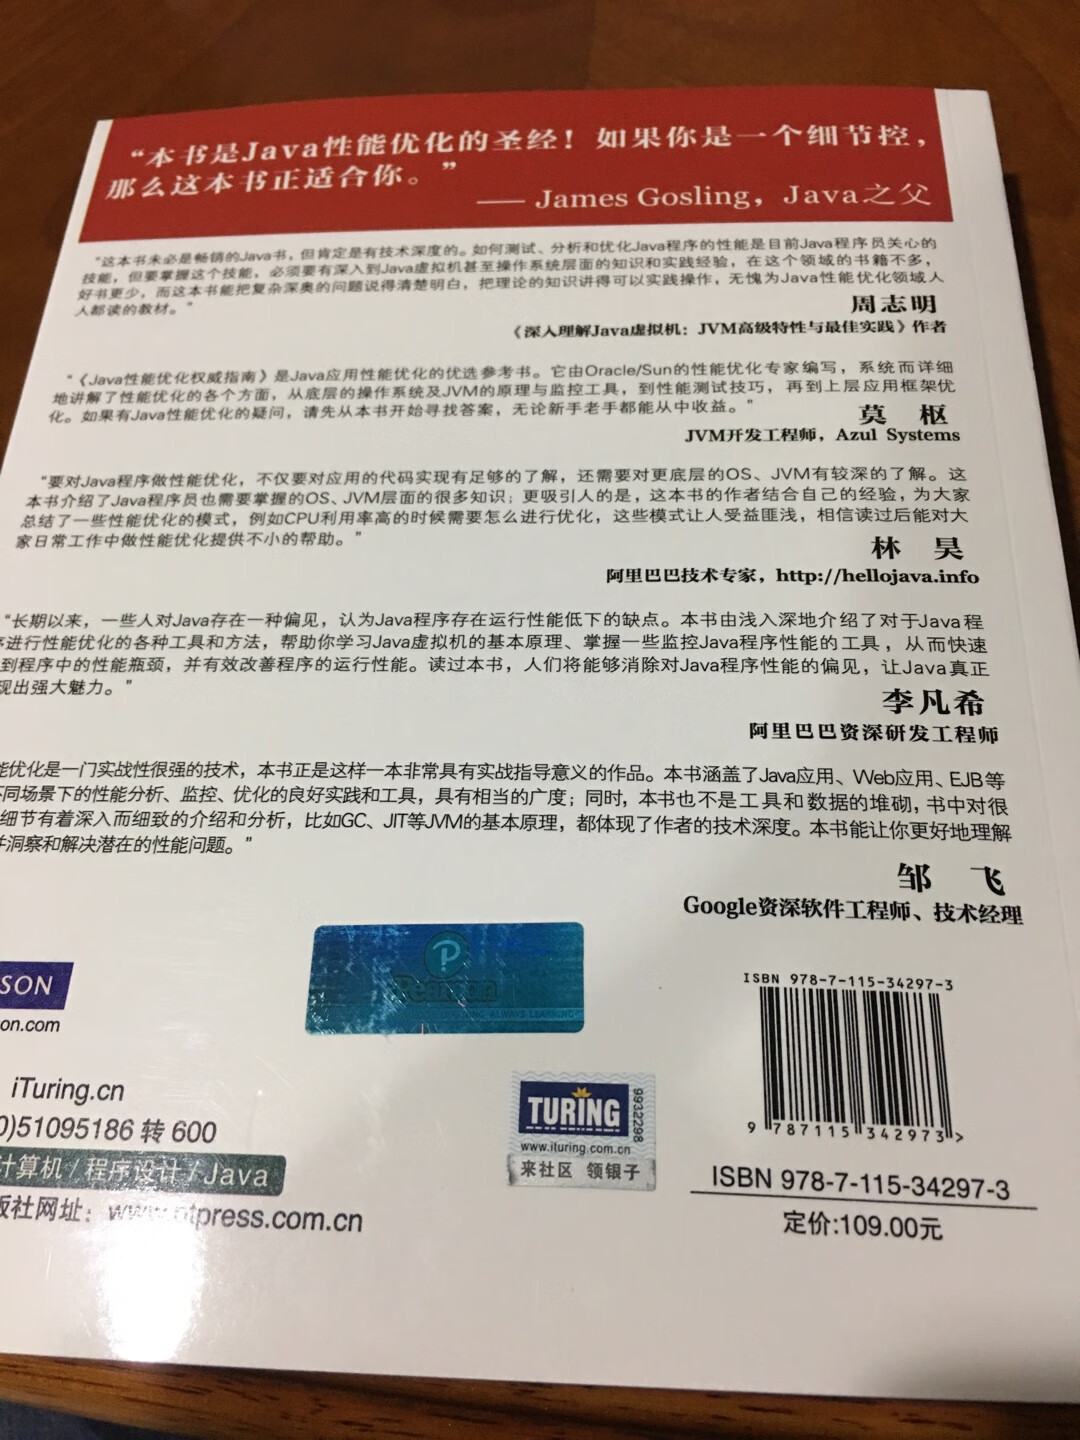 “本书是Java性能优化的圣经！如果你是一个细节控，
那么这本书正适合你。”
—— James Gosling，Java之父
“这本书未必是畅销的Java书，但肯定是有技术深度的。如何测试、分析和优化Java程序的性能是目前Java程序员关心的
技能，但要掌握这个技能，必须要有深入到Java虚拟机甚至操作系统层面的知识和实践经验，在这个领域的书籍不多，
好书更少，而这本书能把复杂深奥的问题说得清楚明白，把理论的知识讲得可以实践操作，无愧为Java性能优化领域人
人都读的教材。”
周志明
《深入理解Java虚拟机：JVM高级特性与最佳实践》作者
“《Java性能优化权威指南》是Java应用性能优化的优选参考书。它由Oracle/Sun的性能优化专家编写，系统而详细
地讲解了性能优化的各个方面，从底层的操作系统及JVM的原理与监控工具，到性能测试技巧，再到上层应用框架优
化。如果有Java性能优化的疑问，请先从本书开始寻找答案，无论新手老手都能从中收益。”
莫 枢
JVM开发工程师，Azul Systems
“要对Java程序做性能优化，不仅要对应用的代码实现有足够的了解，还需要对更底层的OS、JVM有较深的了解。这
本书介绍了Java程序员也需要掌握的OS、JVM层面的很多知识；更吸引人的是，这本书的作者结合自己的经验，为大家
总结了一些性能优化的模式，例如CPU利用率高的时候需要怎么进行优化，这些模式让人受益匪浅，相信读过后能对大
家日常工作中做性能优化提供不小的帮助。”
林 昊
阿里巴巴技术专家，http://hellojava.info
“长期以来，一些人对Java存在一种偏见，认为Java程序存在运行性能低下的缺点。本书由浅入深地介绍了对于Java程
序进行性能优化的各种工具和方法，帮助你学习Java虚拟机的基本原理、掌握一些监控Java程序性能的工具，从而快速
到程序中的性能瓶颈，并有效改善程序的运行性能。读过本书，人们将能够消除对Java程序性能的偏见，让Java真正
现出强大魅力。”
李凡希
阿里巴巴资深研发工程师
能优化是一门实战性很强的技术，本书正是这样一本非常具有实战指导意义的作品。本书涵盖了Java应用、Web应用、EJB等
不同场景下的性能分析、监控、优化的良好实践和工具，具有相当的广度；同时，本书也不是工具和数据的堆砌，书中对很
细节有着深入而细致的介绍和分析，比如GC、JIT等JVM的基本原理，都体现了作者的技术深度。本书能让你更好地理解
并洞察和解决潜在的性能问题。”
邹 飞
Google资深软件工程师、技术经理
SON
on.com
Pearson
ALWAYS LEARNING
ISBN 978-7-115-34297-3
9 787115 342973 >
iTuring.cn
0)51095186 转 600
计算机/程序设计/Java
版社网址：www.ptpress.com.cn
TURING
99322298
www.ituring.com.cn
来社区 领银子
ISBN 978-7-115-34297-3
定价:109.00元